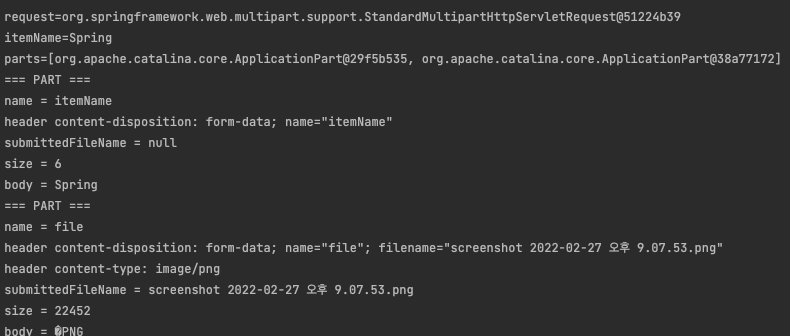 request=org.springframework.web.multipart.support.StandardMultipartHttpServletRequest@51224b39
itemName=Spring
parts=[org.apache.catalina.core.ApplicationPart@29f5b535, org.apache.catalina.core.ApplicationPart@38a77172]
=== PART ===
name = itemName
header content-disposition: form-data; name="itemName"
submittedFileName = null
size = 6
body = Spring
=== PART ===
name = file
header content-disposition: form-data; name="file"; filename="screenshot 2022-02-27 오후 9.07.53.png"
header content-type: image/png
submittedFileName = screenshot 2022-02-27 오후 9.07.53.png
size = 22452
body = �PNG